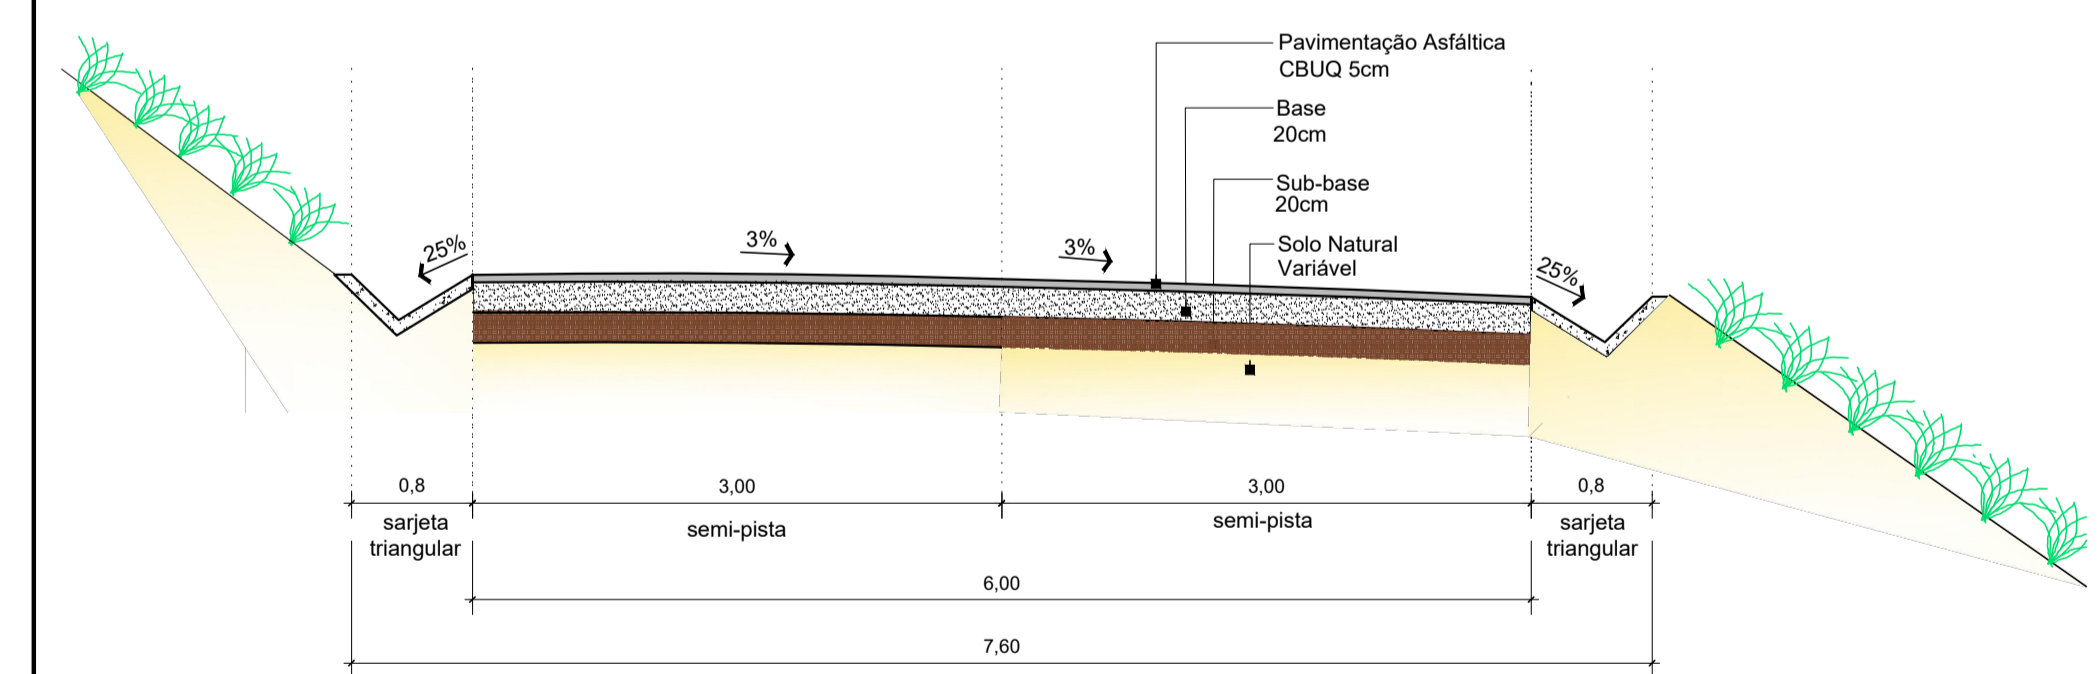 Pavimentação Asfáltica
CBUQ 5cm
Base
20cm
Sub-base
20cm
Solo Natural
Variável
25%
3%
3%
25%
0,8
3,00
3,00
0,8
sarjeta
triangular
semi-pista
semi-pista
sarjeta
triangular
6,00
7,60